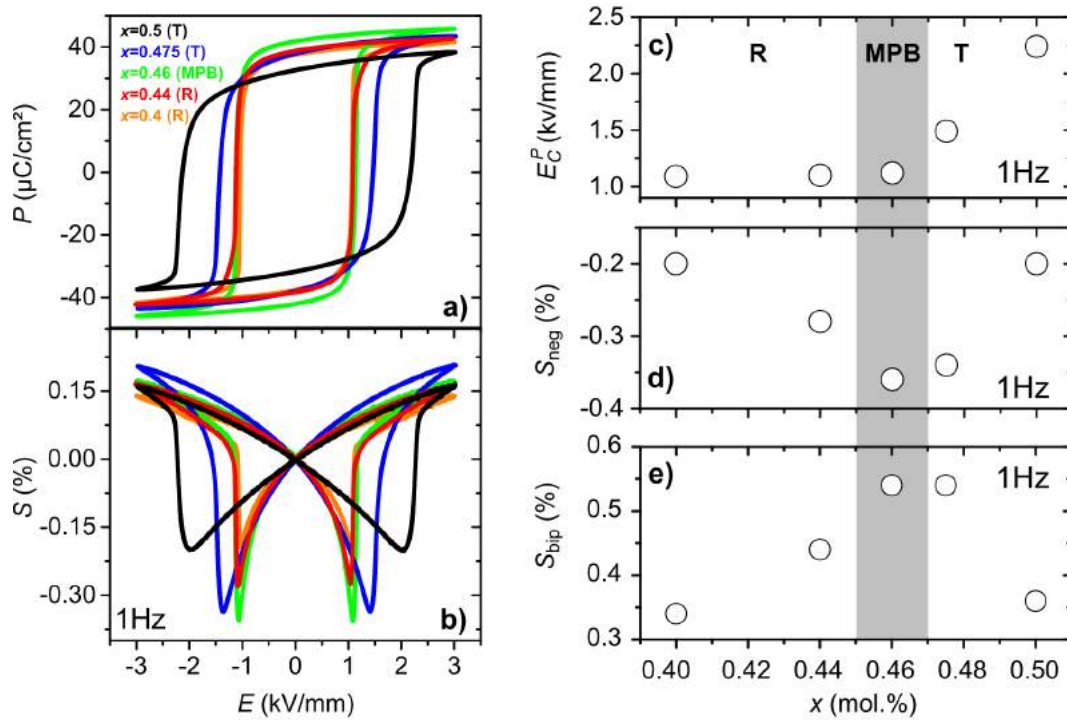 x=0.5 (T)
x=0.475 (T)
x=0.46 (MPB)
x=0.44 (R)
x=0.4 (R)
40
20
0
-20
-40
P (µC/cm²)
a)
0.15
0.00
-0.15
-0.30
S (%)
1Hz
b)
-3 -2 -1 0 1 2 3
E (kV/mm)
c)
R MPB T
2.5
2.0
1.5
1.0
E_C^P (kv/mm)
1Hz
-0.2
-0.3
-0.4
S_neg (%)
d)
1Hz
e)
1Hz
0.6
0.5
0.4
0.3
S_bip (%)
0.40 0.42 0.44 0.46 0.48 0.50
x (mol.%)